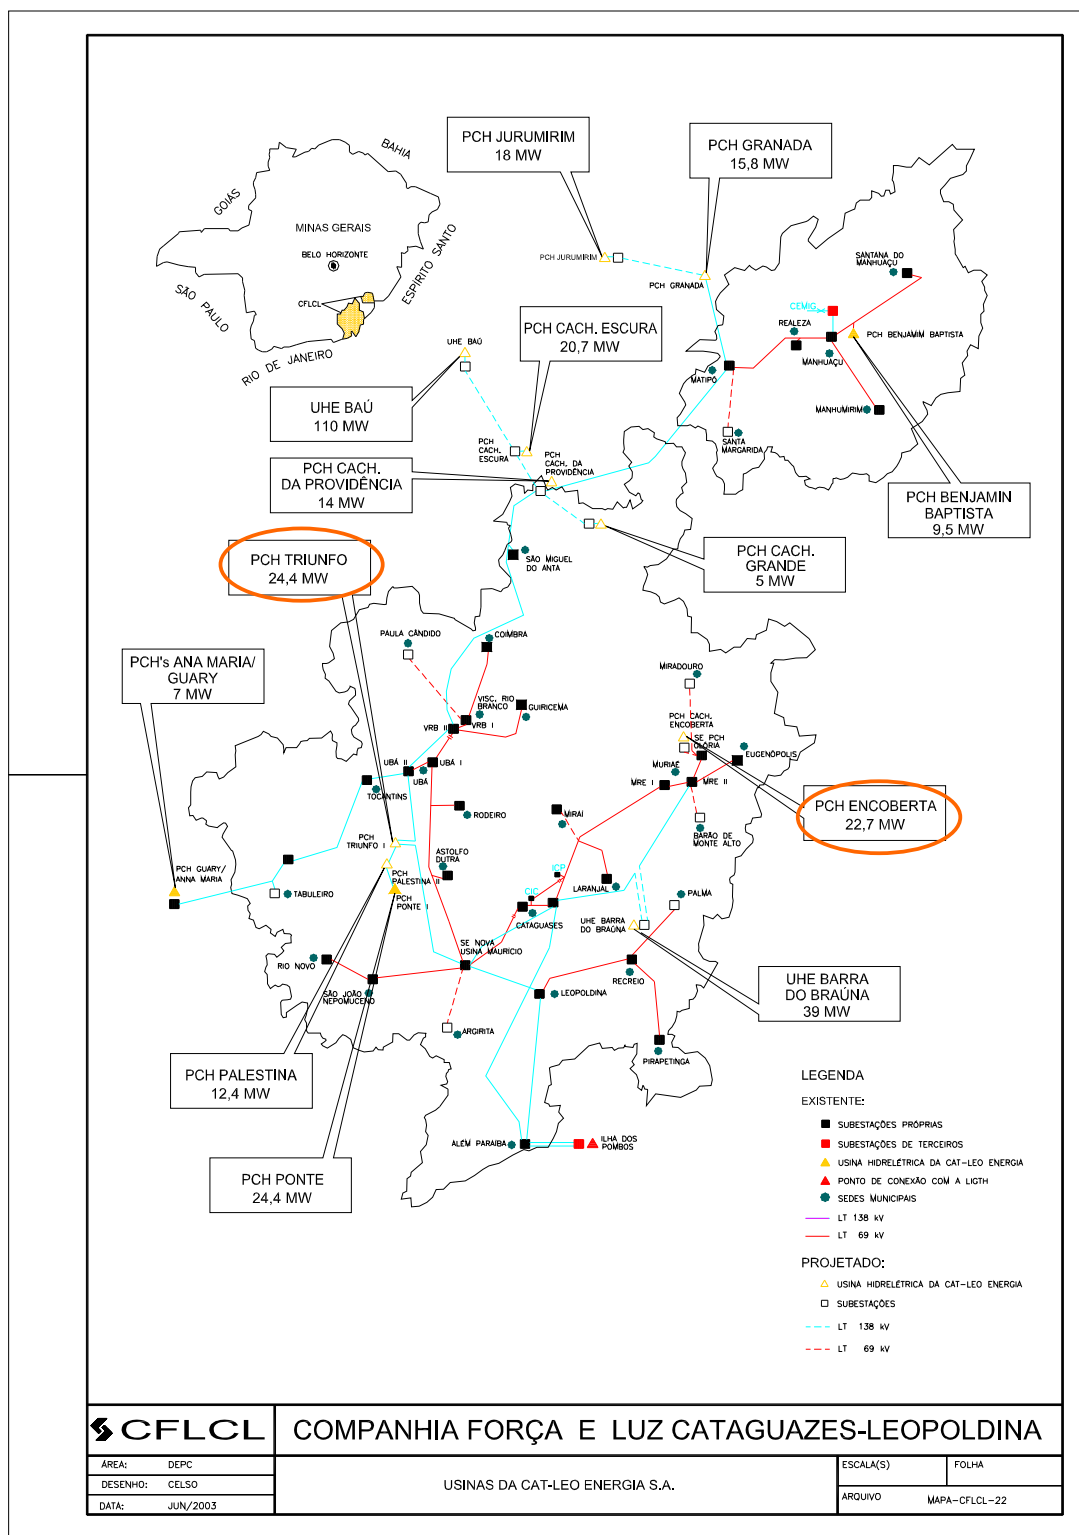 BAHIA
GOIÁS
MINAS GERAIS
BELO HORIZONTE
ESPIRITO SANTO
CFLCL
SÃO PAULO
RIO DE JANEIRO
PCH JURUMIRIM
18 MW
PCH GRANADA
15,8 MW
PCH JURUMIRIM
PCH GRANADA
SANTANA DO
MANHUAÇU
CEMIG
REALEZA
PCH BENJAMIM BAPTISTA
MANHUAÇU
MATIPÓ
MANHUMIRIM
SANTA
MARGARIDA
PCH CACH. ESCURA
20,7 MW
UHE BAÚ
UHE BAÚ
110 MW
PCH
CACH.
ESCURA
PCH
CACH. DA
PROVIDÊNCIA
PCH CACH.
DA PROVIDÊNCIA
14 MW
PCH BENJAMIN
BAPTISTA
9,5 MW
PCH CACH.
GRANDE
5 MW
PCH TRIUNFO
24,4 MW
SÃO MIGUEL
DO ANTA
PAULA CÂNDIDO
COIMBRA
PCH's ANA MARIA/
GUARY
7 MW
MIRADOURO
VISC. RIO
BRANCO
GUIRICEMA
VRB II
VRB I
PCH CACH.
ENCOBERTA
SE PCH
GLÓRIA
EUGENÓPOLIS
UBÁ II
UBÁ I
UBÁ
TOCANTINS
MURIAÉ
MRE I
MRE II
PCH ENCOBERTA
22,7 MW
RODEIRO
MIRAÍ
BARÃO DE
MONTE ALTO
PCH
TRIUNFO I
ASTOLFO
DUTRA
PCH
PALESTINA II
PCH
PONTE I
PCH GUARY/
ANNA MARIA
TABULEIRO
ICP
CIC
LARANJAL
PALMA
CATAGUASES
UHE BARRA
DO BRAÚNA
SE NOVA
USINA MAURICIO
RIO NOVO
SÃO JOÃO
NEPOMUCENO
RECREIO
LEOPOLDINA
UHE BARRA
DO BRAÚNA
39 MW
ARGIRITA
PIRAPETINGA
PCH PALESTINA
12,4 MW
ALÉM PARAÍBA
ILHA DOS
POMBOS
PCH PONTE
24,4 MW
LEGENDA
EXISTENTE:
SUBESTAÇÕES PRÓPRIAS
SUBESTAÇÕES DE TERCEIROS
USINA HIDRELÉTRICA DA CAT-LEO ENERGIA
PONTO DE CONEXÃO COM A LIGTH
SEDES MUNICIPAIS
LT 138 kV
LT 69 kV
PROJETADO:
USINA HIDRELÉTRICA DA CAT-LEO ENERGIA
SUBESTAÇÕES
LT 138 kV
LT 69 kV
CFLCL
COMPANHIA FORÇA E LUZ CATAGUAZES-LEOPOLDINA
ÁREA: DEPC
DESENHO: CELSO
DATA: JUN/2003
USINAS DA CAT-LEO ENERGIA S.A.
ESCALA(S)
FOLHA
ARQUIVO MAPA-CFLCL-22